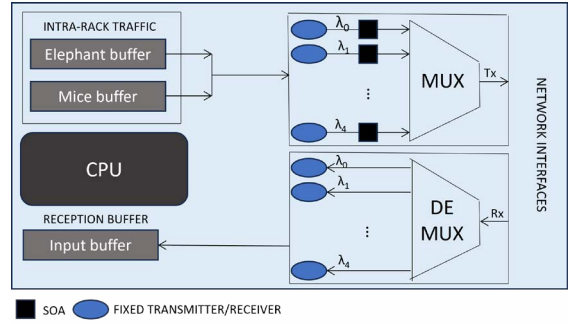 INTRA-RACK TRAFFIC
Elephant buffer
Mice buffer
CPU
RECEPTION BUFFER
Input buffer
λ0
λ1
⋮
λ4
MUX
Tx
λ0
λ1
⋮
λ4
DE
MUX
Rx
NETWORK INTERFACES
SOA
FIXED TRANSMITTER/RECEIVER